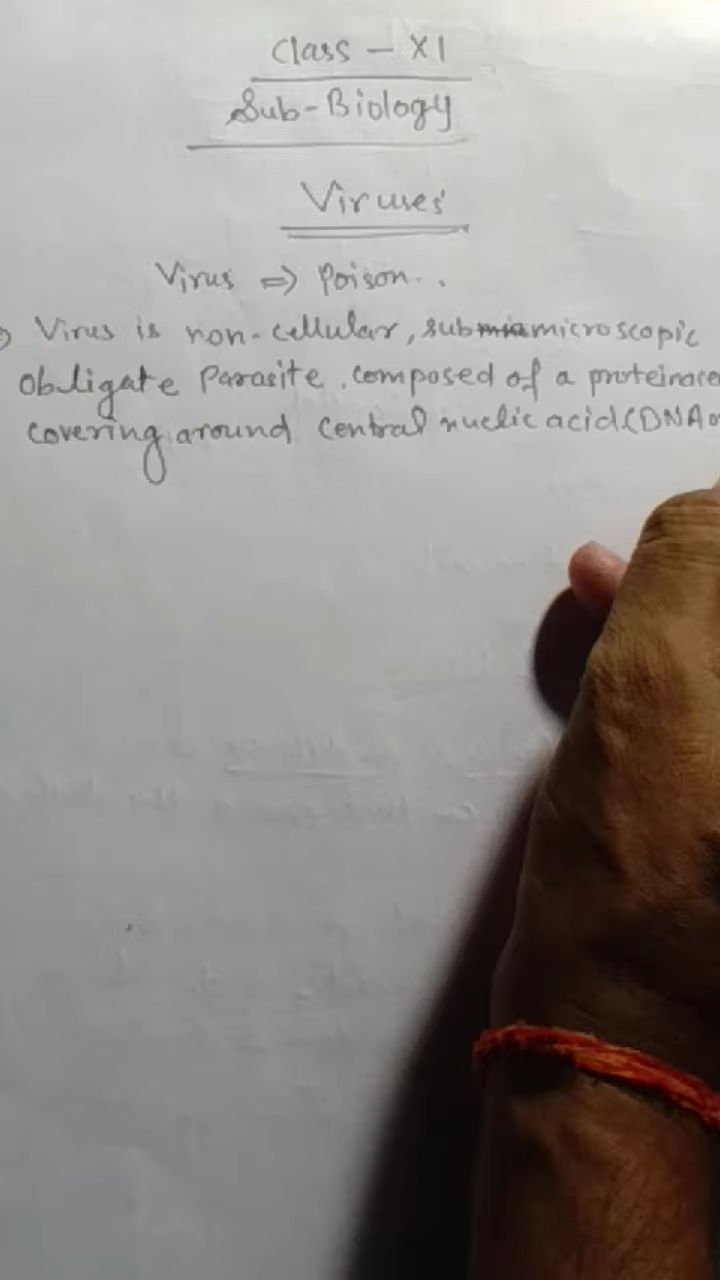 Class - XI
Sub-Biology
Viruses
Virus ⇒ Poison..
Virus is non-cellular, submicroscopic
obligate Parasite, composed of a proteinace
covering around central nuclic acid(DNA o